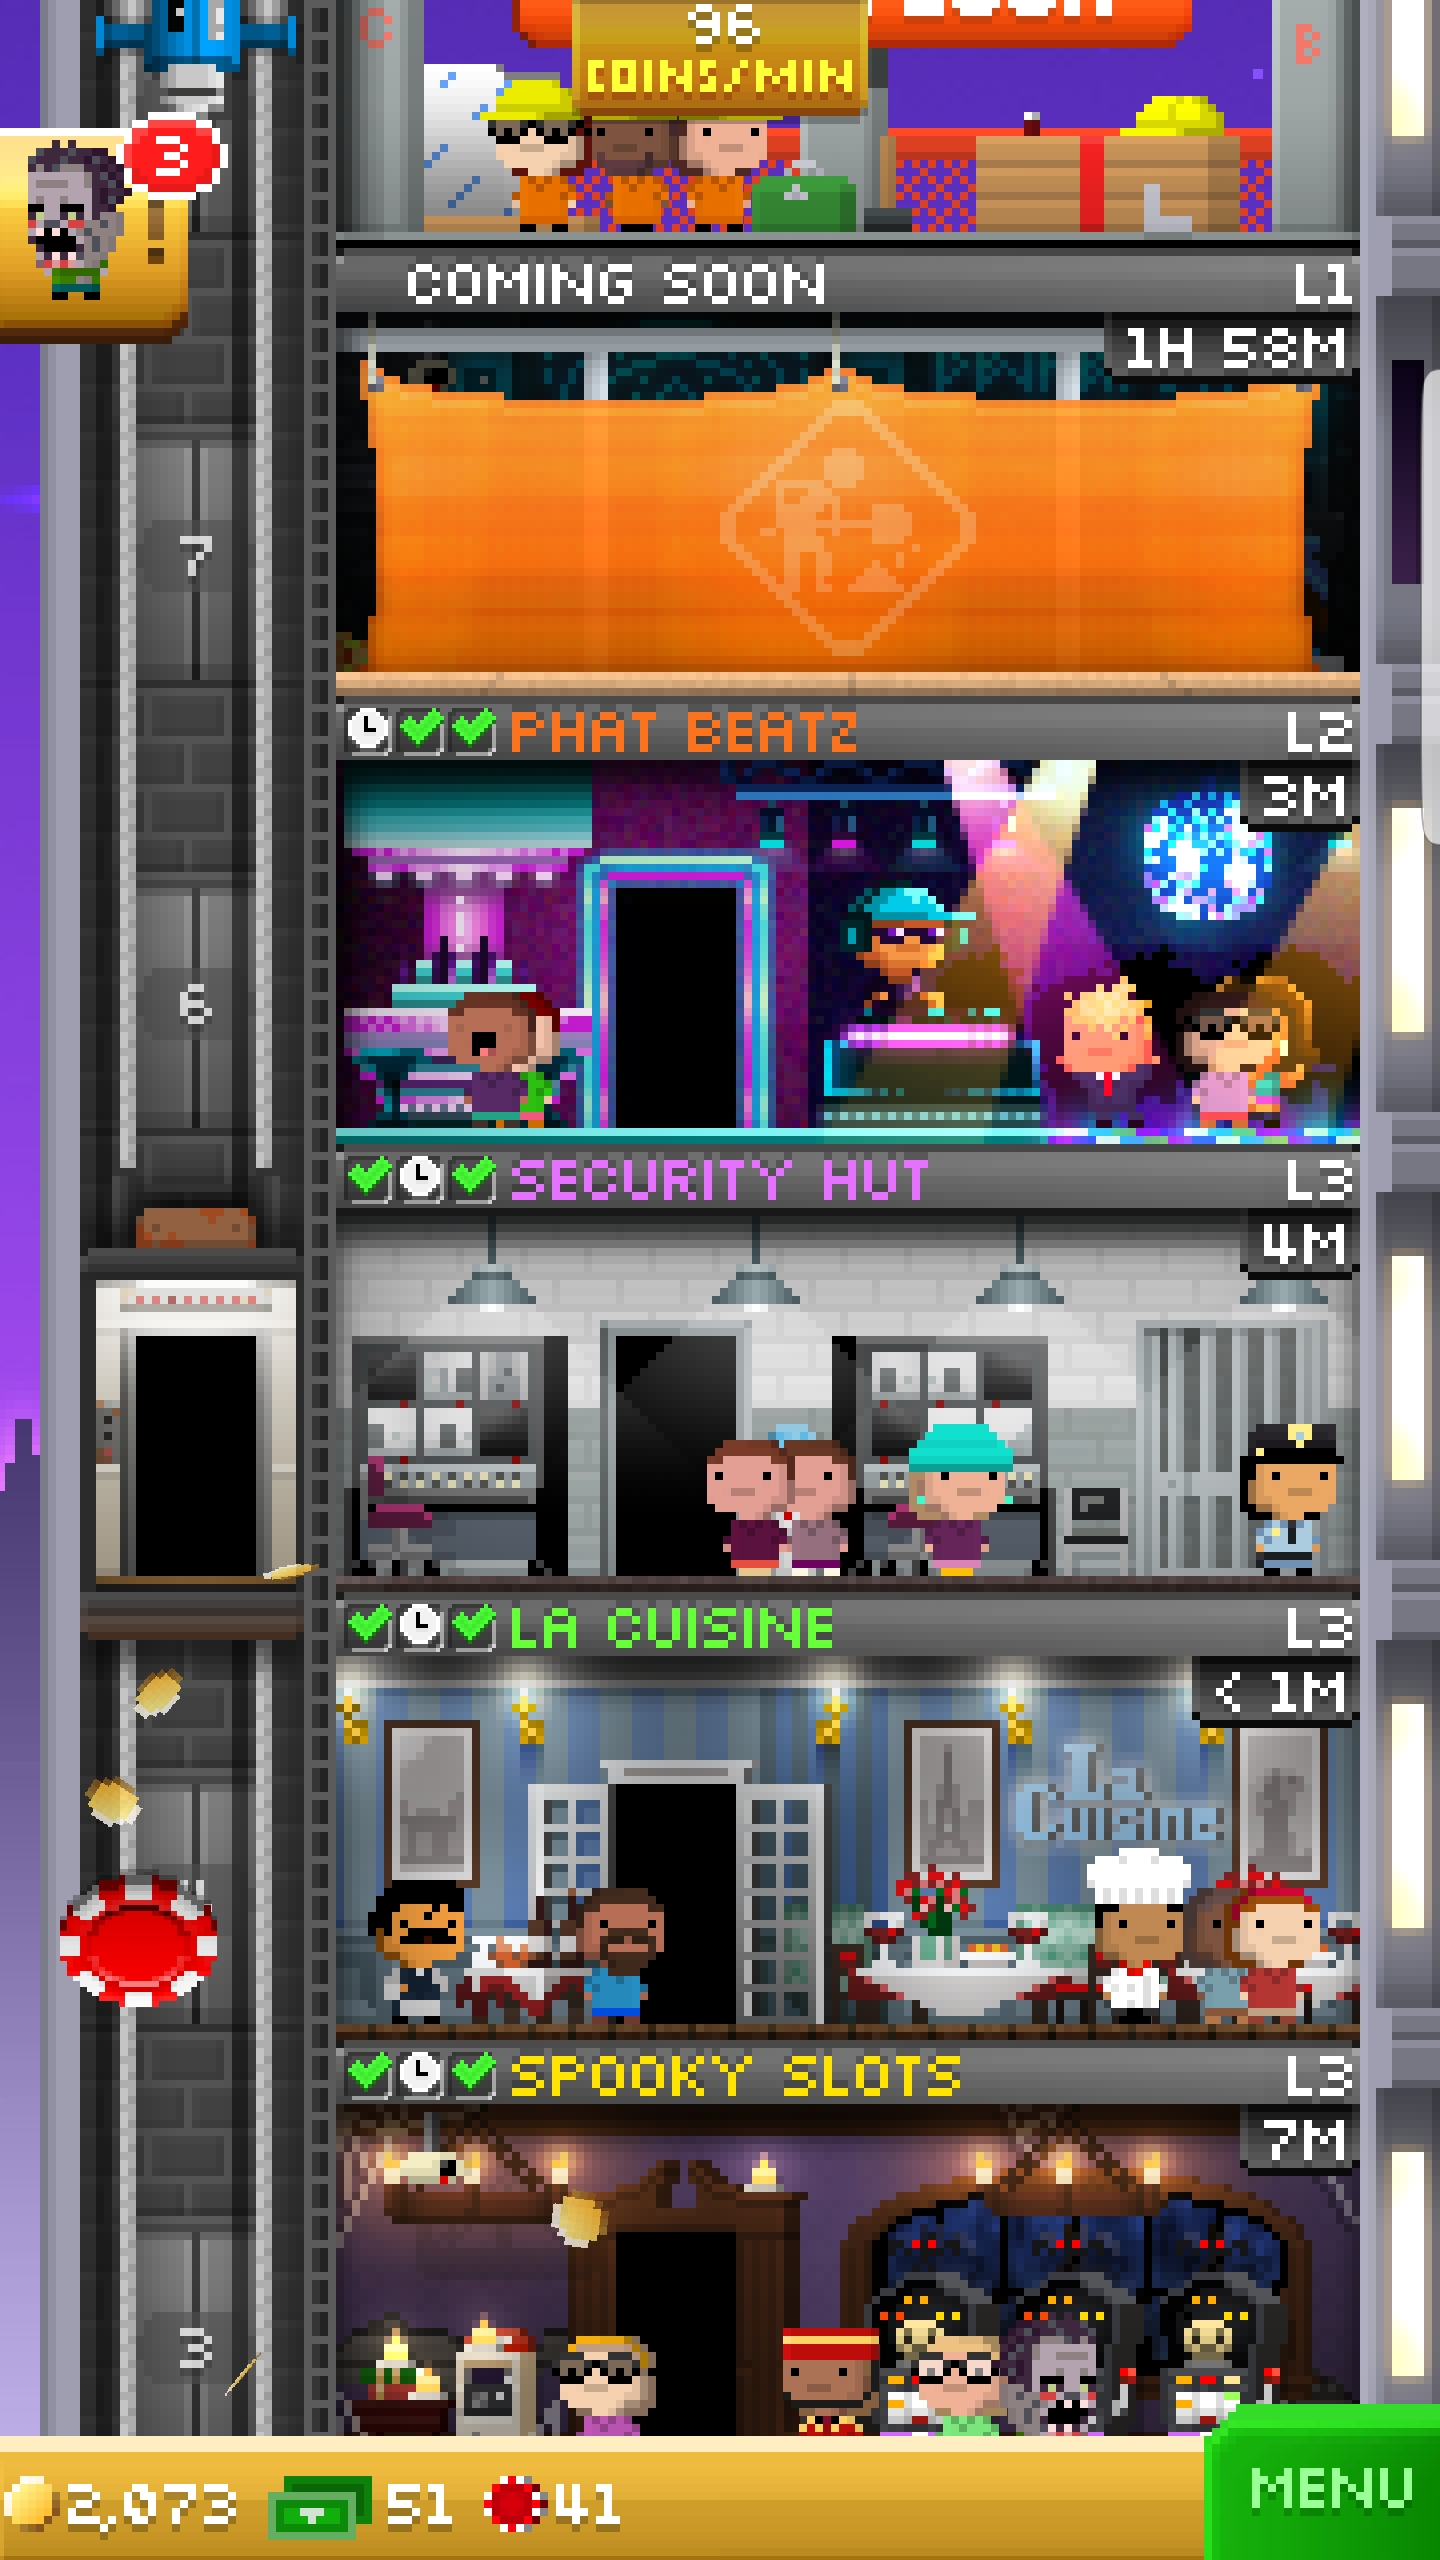 96
COINS/MIN
C
B
3
!
COMING SOON L1
1H 58M
7
PHAT BEATZ L2
3M
6
SECURITY HUT L3
4M
LA CUISINE L3
< 1M
La
Cuisine
SPOOKY SLOTS L3
7M
3
2,073 51 41
MENU